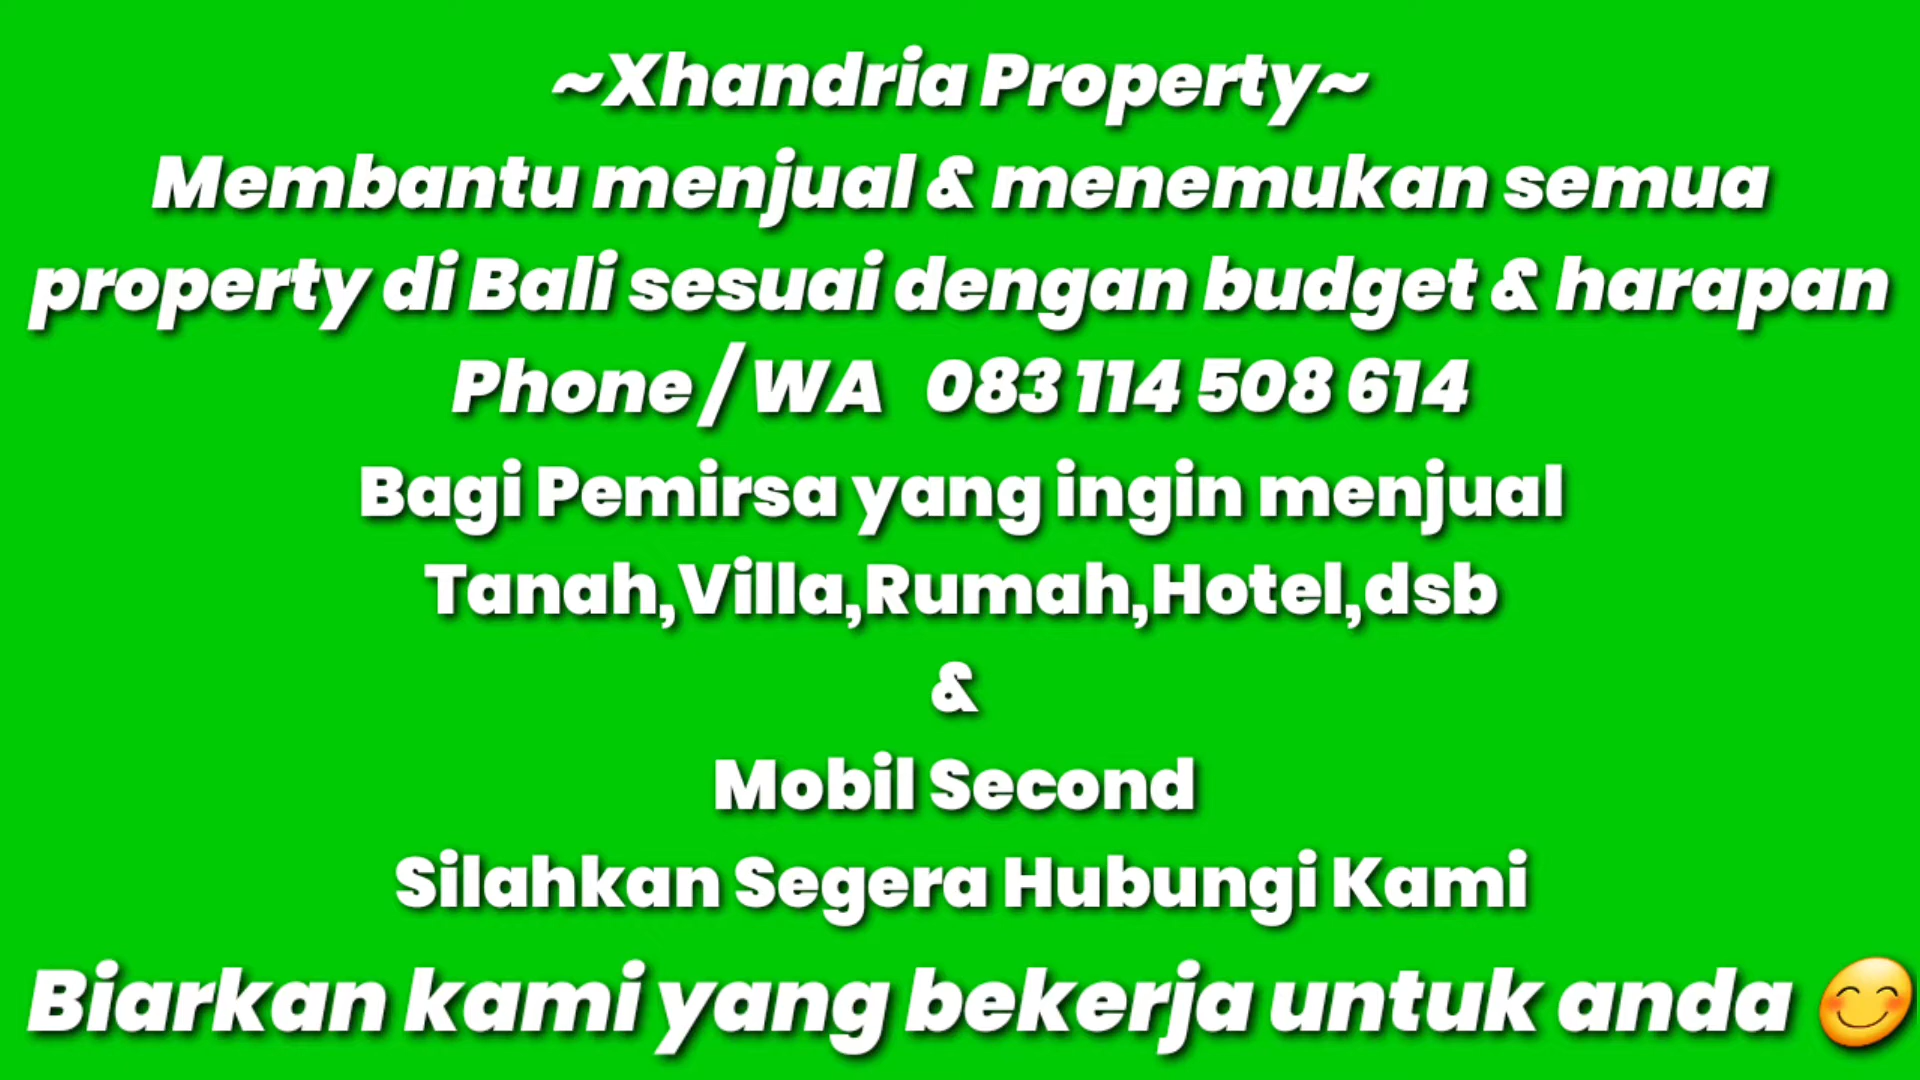 ~Xhandria Property~
Membantu menjual & menemukan semua
property di Bali sesuai dengan budget & harapan
Phone / WA 083 114 508 614
Bagi Pemirsa yang ingin menjual
Tanah,Villa,Rumah,Hotel,dsb
&
Mobil Second
Silahkan Segera Hubungi Kami
Biarkan kami yang bekerja untuk anda 😊